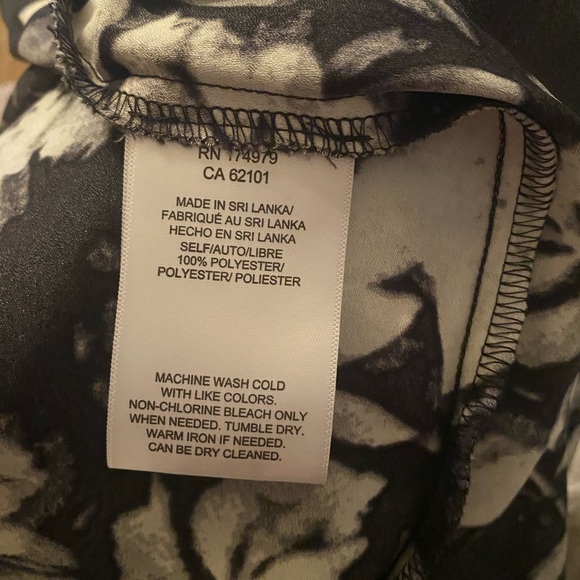 RN 174979
CA 62101
MADE IN SRI LANKA/
FABRIQUÉ AU SRI LANKA
HECHO EN SRI LANKA
SELF/AUTO/LIBRE
100% POLYESTER/
POLYESTER/ POLIESTER
MACHINE WASH COLD
WITH LIKE COLORS.
NON-CHLORINE BLEACH ONLY
WHEN NEEDED. TUMBLE DRY.
WARM IRON IF NEEDED.
CAN BE DRY CLEANED.